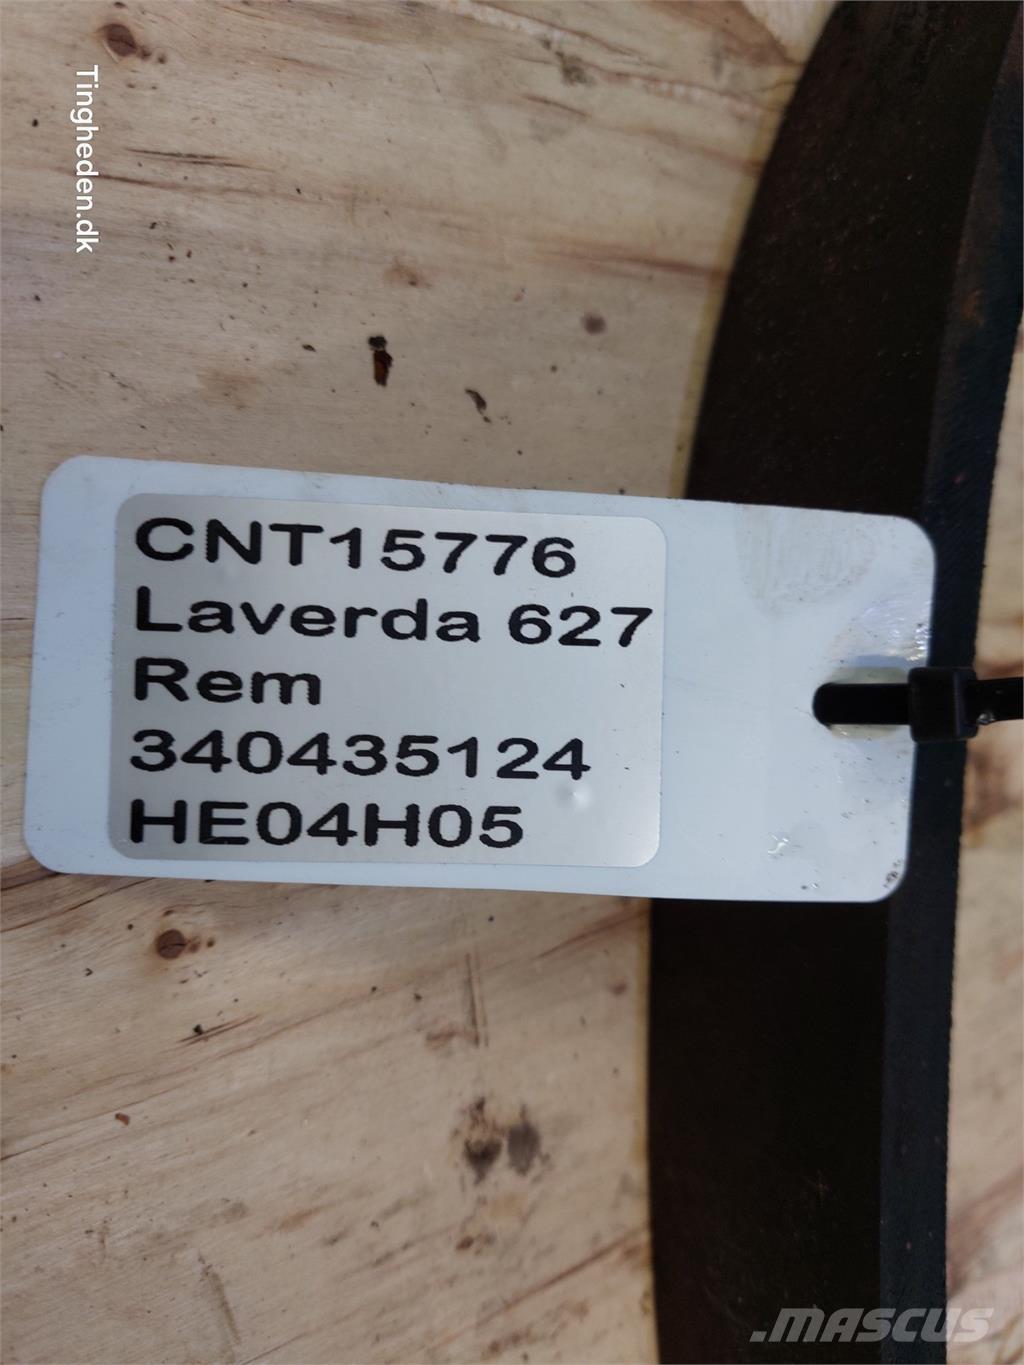 Tingheden.dk
CNT15776
Laverda 627
Rem
340435124
HE04H05
.MASCUS